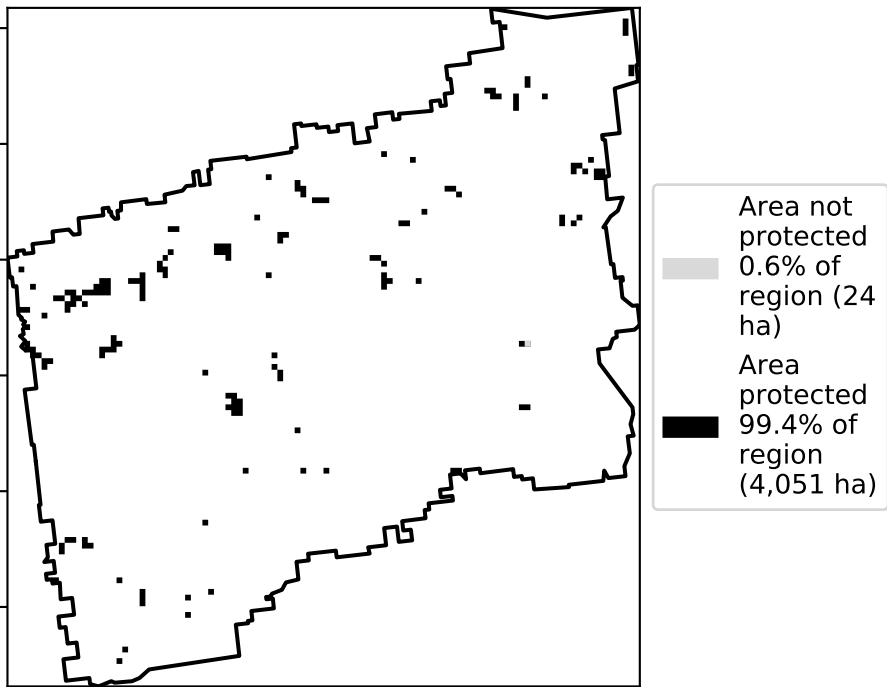 Area not
protected
0.6% of
region (24
ha)
Area
protected
99.4% of
region
(4,051 ha)